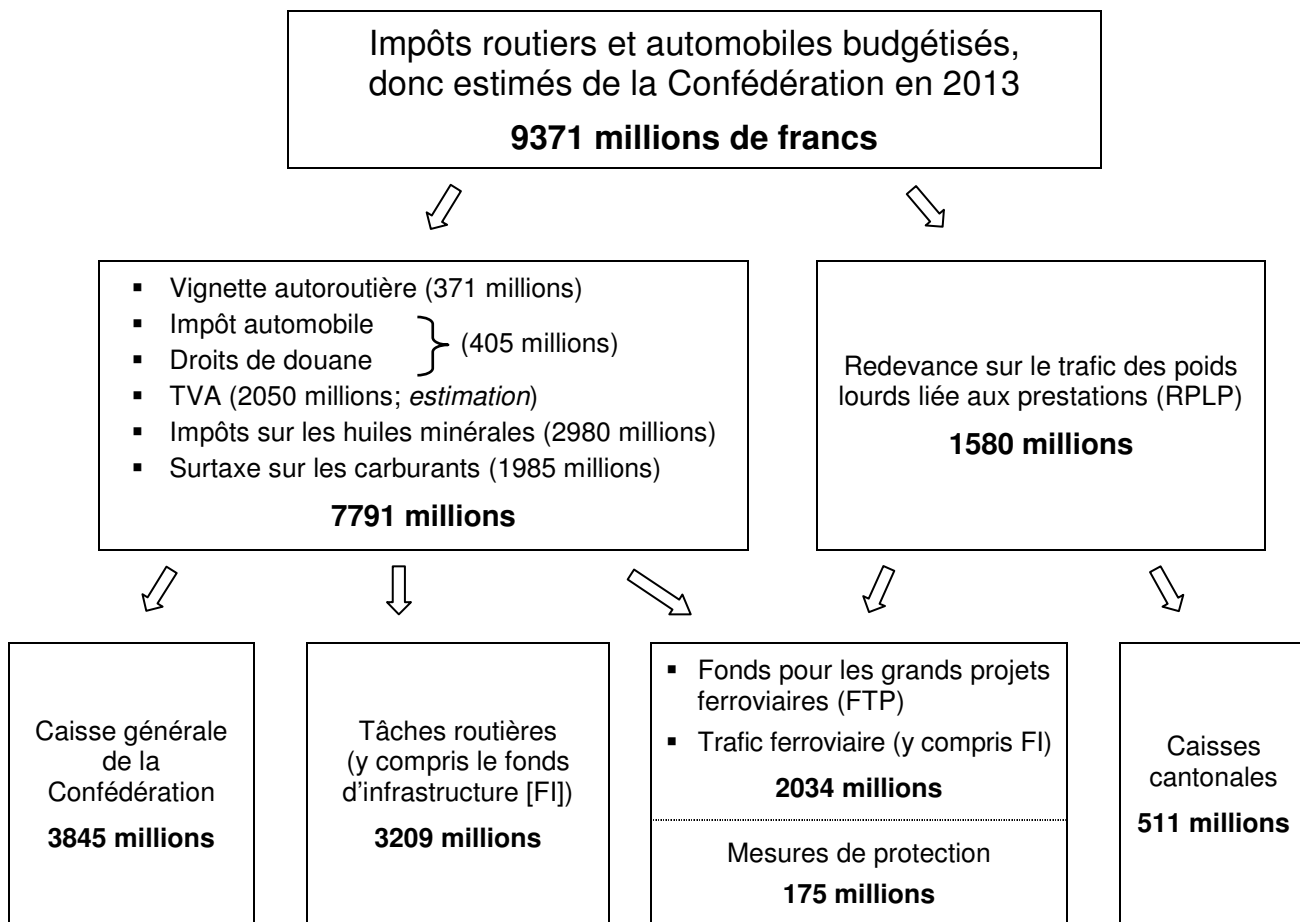 Impôts routiers et automobiles budgétisés,
donc estimés de la Confédération en 2013
9371 millions de francs
▪ Vignette autoroutière (371 millions)
▪ Impôt automobile
▪ Droits de douane
(405 millions)
▪ TVA (2050 millions; estimation)
▪ Impôts sur les huiles minérales (2980 millions)
▪ Surtaxe sur les carburants (1985 millions)
7791 millions
Redevance sur le trafic des poids
lourds liée aux prestations (RPLP)
1580 millions
Caisse générale
de la
Confédération
3845 millions
Tâches routières
(y compris le fonds
d'infrastructure [FI])
3209 millions
▪ Fonds pour les grands projets
ferroviaires (FTP)
▪ Trafic ferroviaire (y compris FI)
2034 millions
Mesures de protection
175 millions
Caisses
cantonales
511 millions